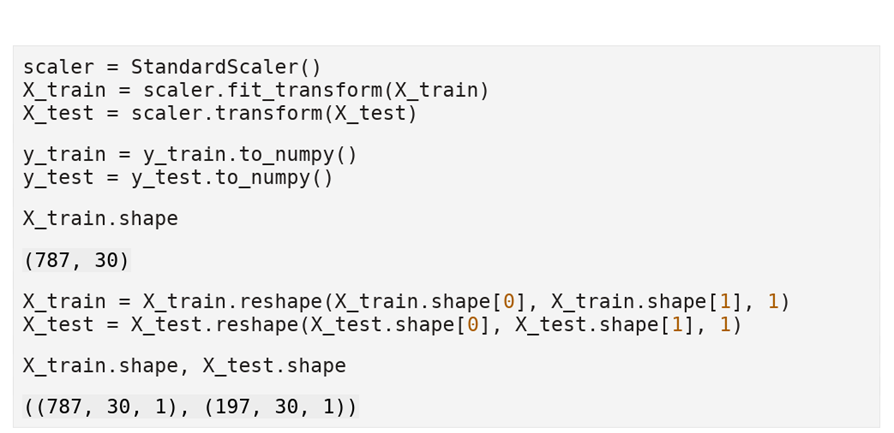 scaler = StandardScaler()
X_train = scaler.fit_transform(X_train)
X_test = scaler.transform(X_test)
y_train = y_train.to_numpy()
y_test = y_test.to_numpy()
X_train.shape
(787, 30)
X_train = X_train.reshape(X_train.shape[0], X_train.shape[1], 1)
X_test = X_test.reshape(X_test.shape[0], X_test.shape[1], 1)
X_train.shape, X_test.shape
((787, 30, 1), (197, 30, 1))